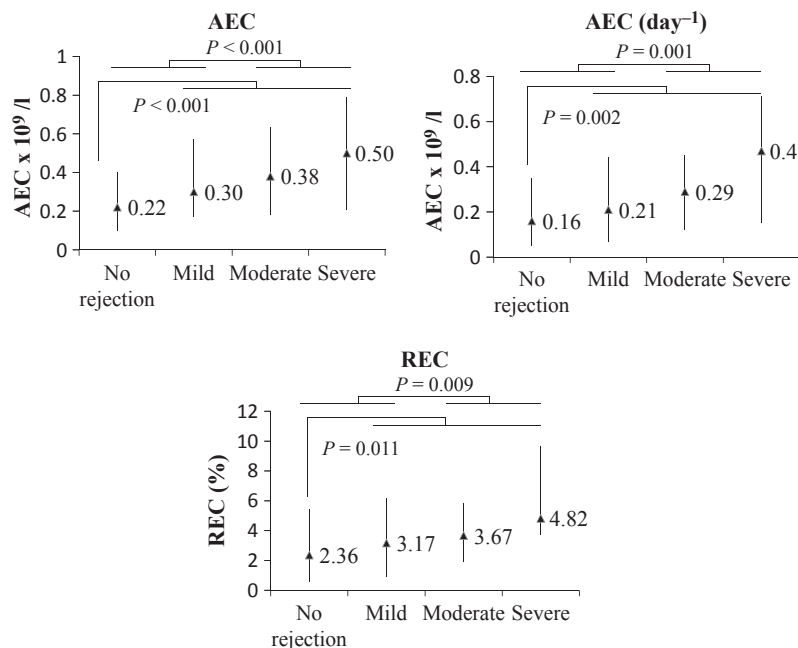 AEC
P < 0.001
P < 0.001
AEC x 10⁹ /l
1
0.8
0.6
0.4
0.2
0
0.22
0.30
0.38
0.50
No rejection
Mild
Moderate
Severe
AEC (day⁻¹)
P = 0.001
P = 0.002
AEC x 10⁹ /l
0.8
0.6
0.4
0.2
0
0.16
0.21
0.29
0.4
No rejection
Mild
Moderate
Severe
REC
P = 0.009
P = 0.011
REC (%)
12
10
8
6
4
2
0
2.36
3.17
3.67
4.82
No rejection
Mild
Moderate
Severe